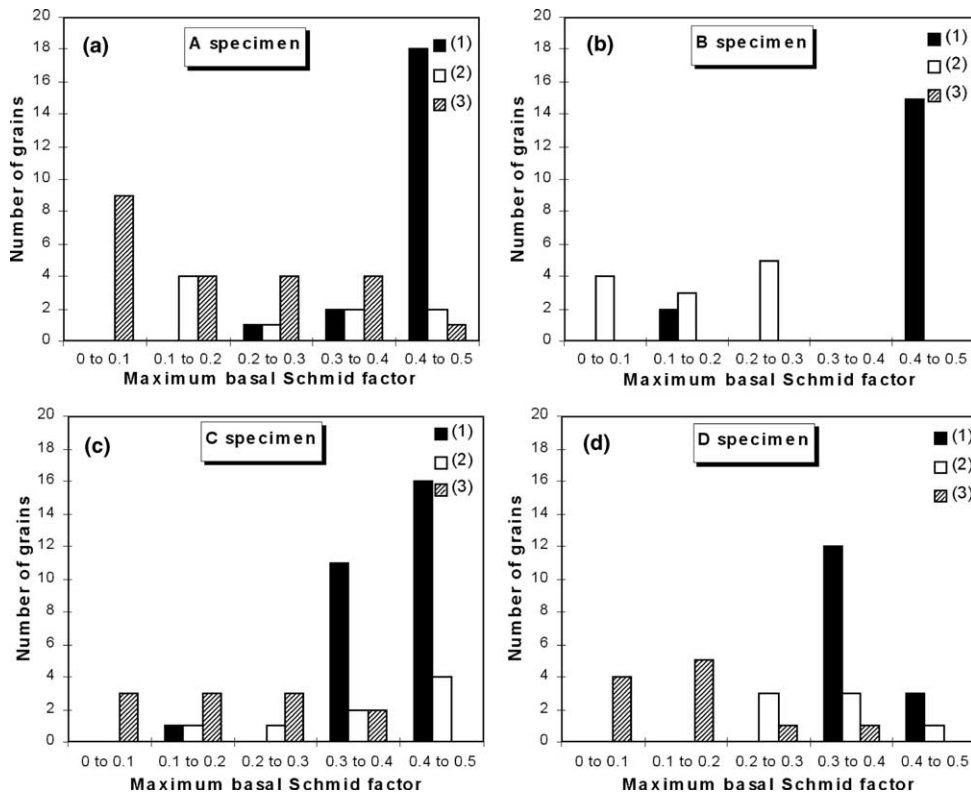 (a)
A specimen
(1)
(2)
(3)
Number of grains
20
18
16
14
12
10
8
6
4
2
0
0 to 0.1 0.1 to 0.2 0.2 to 0.3 0.3 to 0.4 0.4 to 0.5
Maximum basal Schmid factor
(b)
B specimen
(1)
(2)
(3)
Number of grains
20
18
16
14
12
10
8
6
4
2
0
0 to 0.1 0.1 to 0.2 0.2 to 0.3 0.3 to 0.4 0.4 to 0.5
Maximum basal Schmid factor
(c)
C specimen
(1)
(2)
(3)
Number of grains
20
18
16
14
12
10
8
6
4
2
0
0 to 0.1 0.1 to 0.2 0.2 to 0.3 0.3 to 0.4 0.4 to 0.5
Maximum basal Schmid factor
(d)
D specimen
(1)
(2)
(3)
Number of grains
20
18
16
14
12
10
8
6
4
2
0
0 to 0.1 0.1 to 0.2 0.2 to 0.3 0.3 to 0.4 0.4 to 0.5
Maximum basal Schmid factor